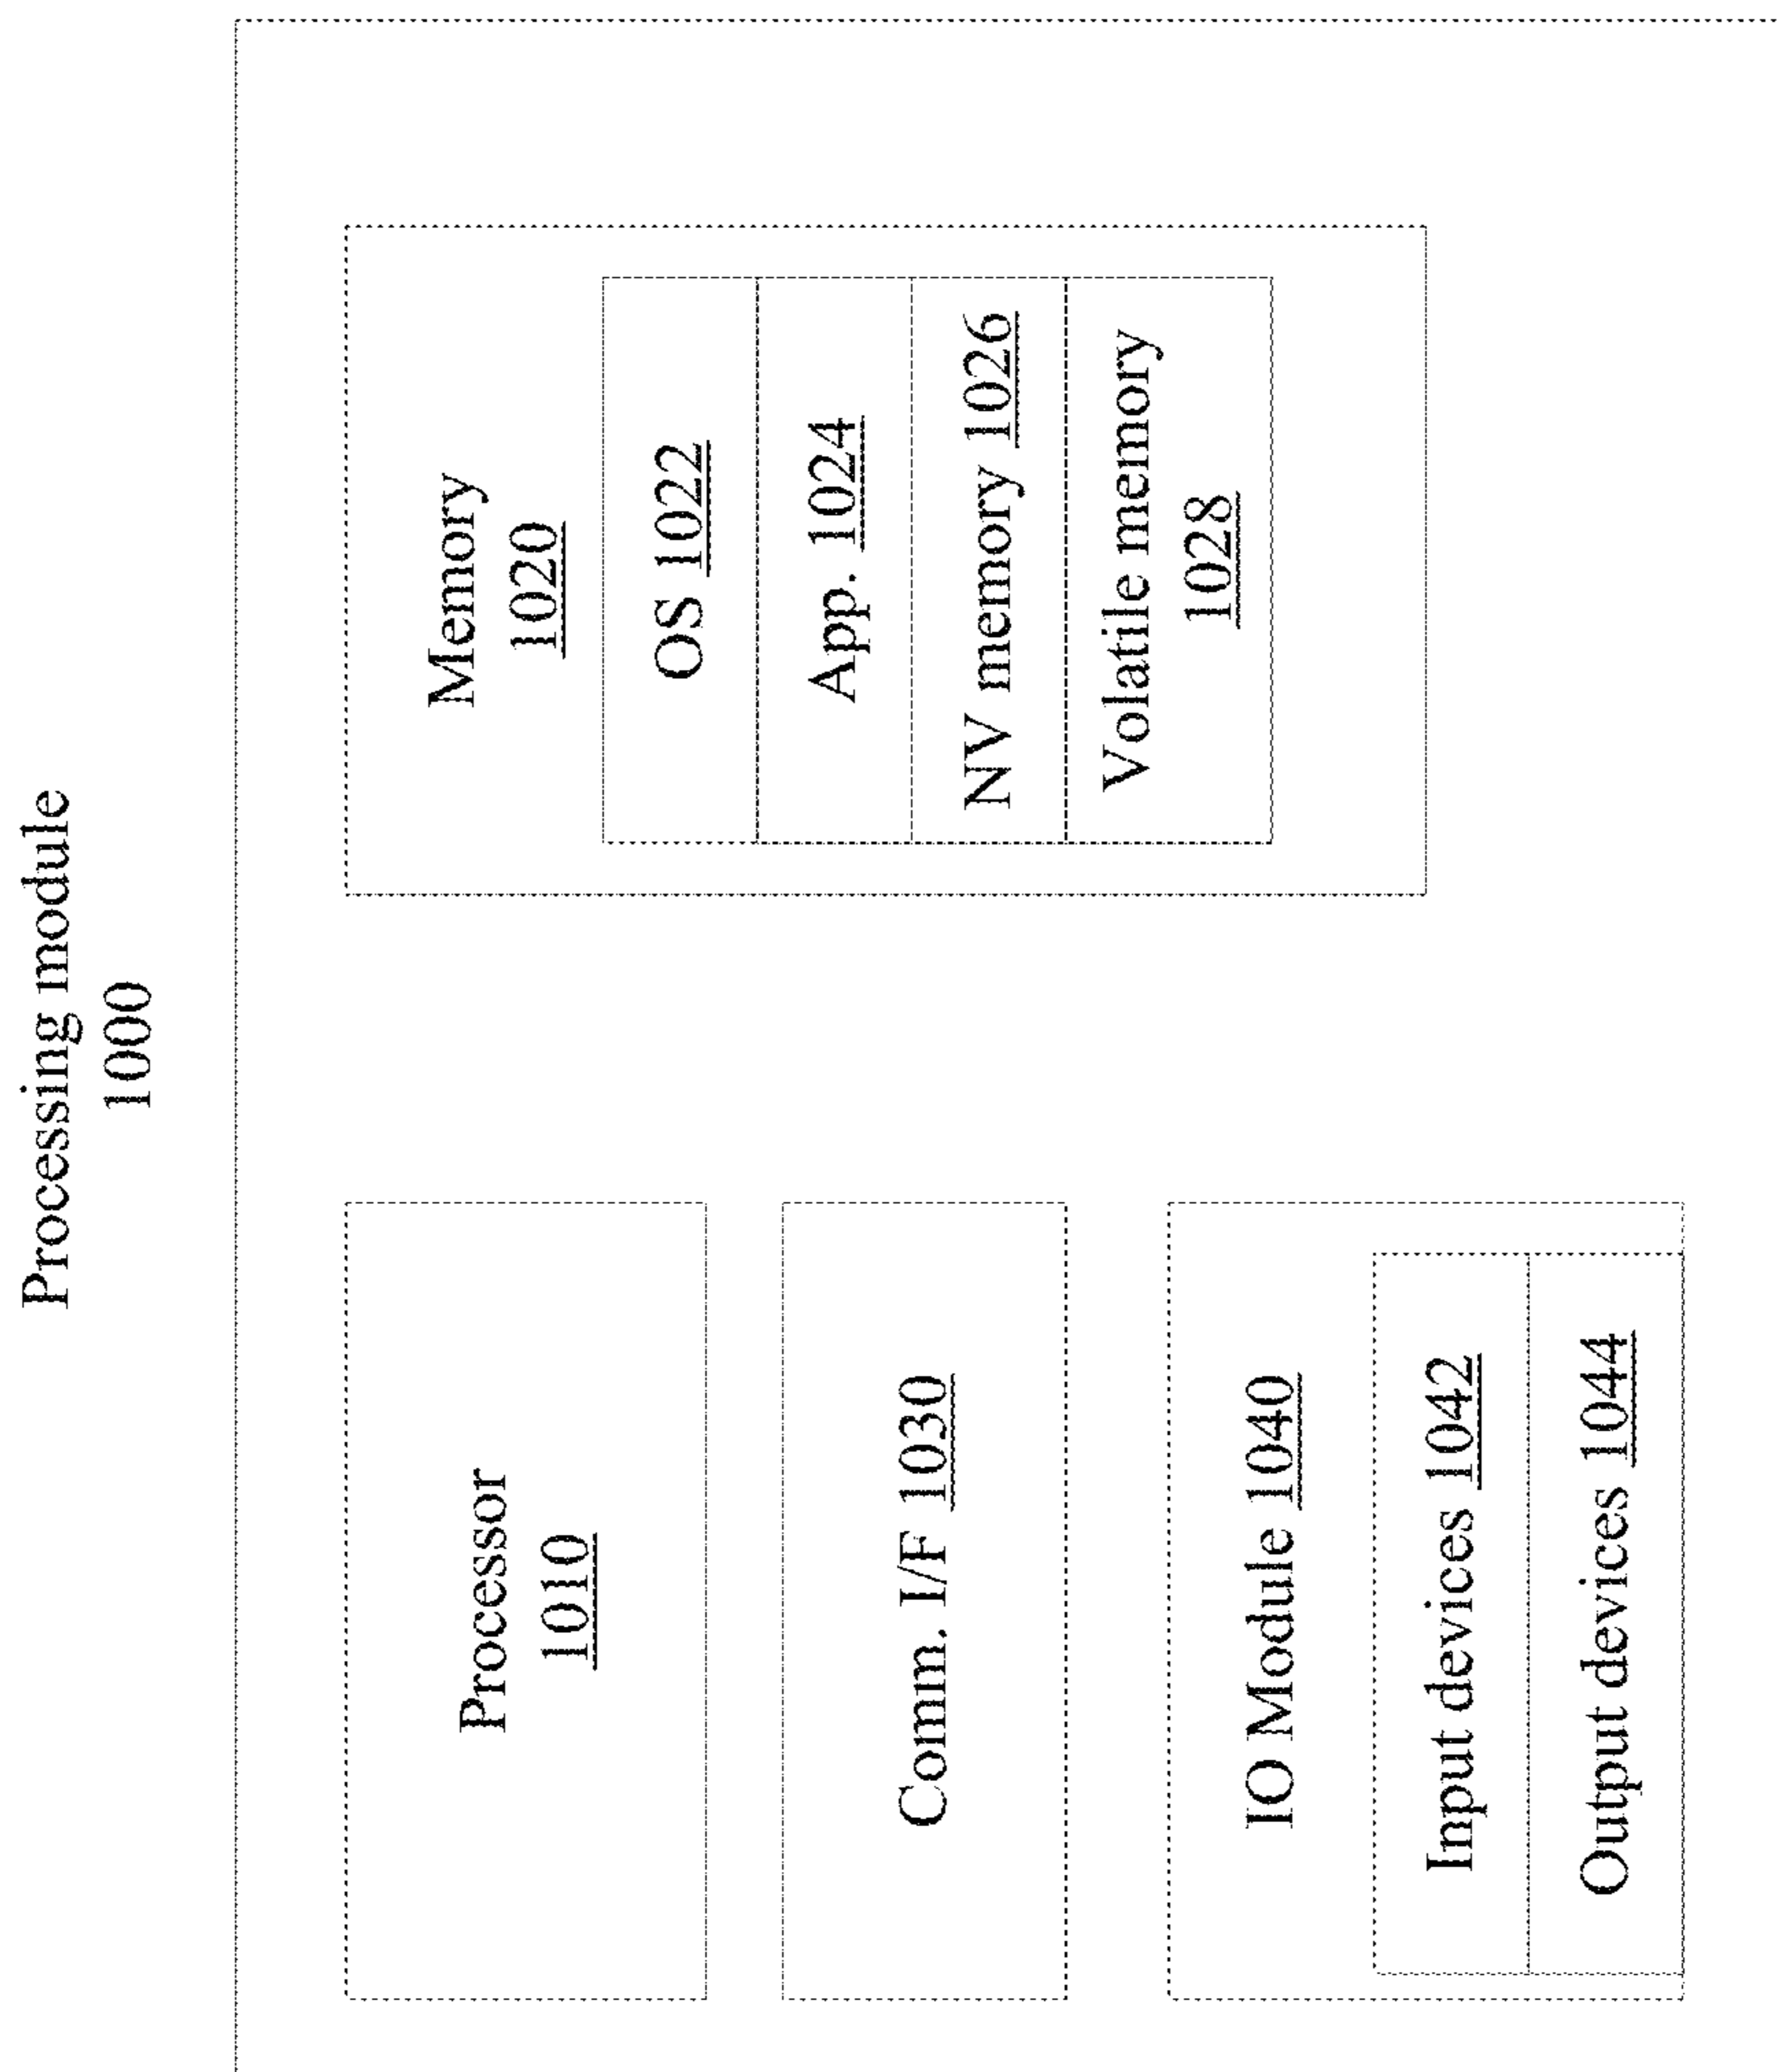 Processing module
1000
Processor
1010
Comm. I/F 1030
IO Module 1040
Input devices 1042
Output devices 1044
Memory
1020
OS 1022
App. 1024
NV memory 1026
Volatile memory
1028